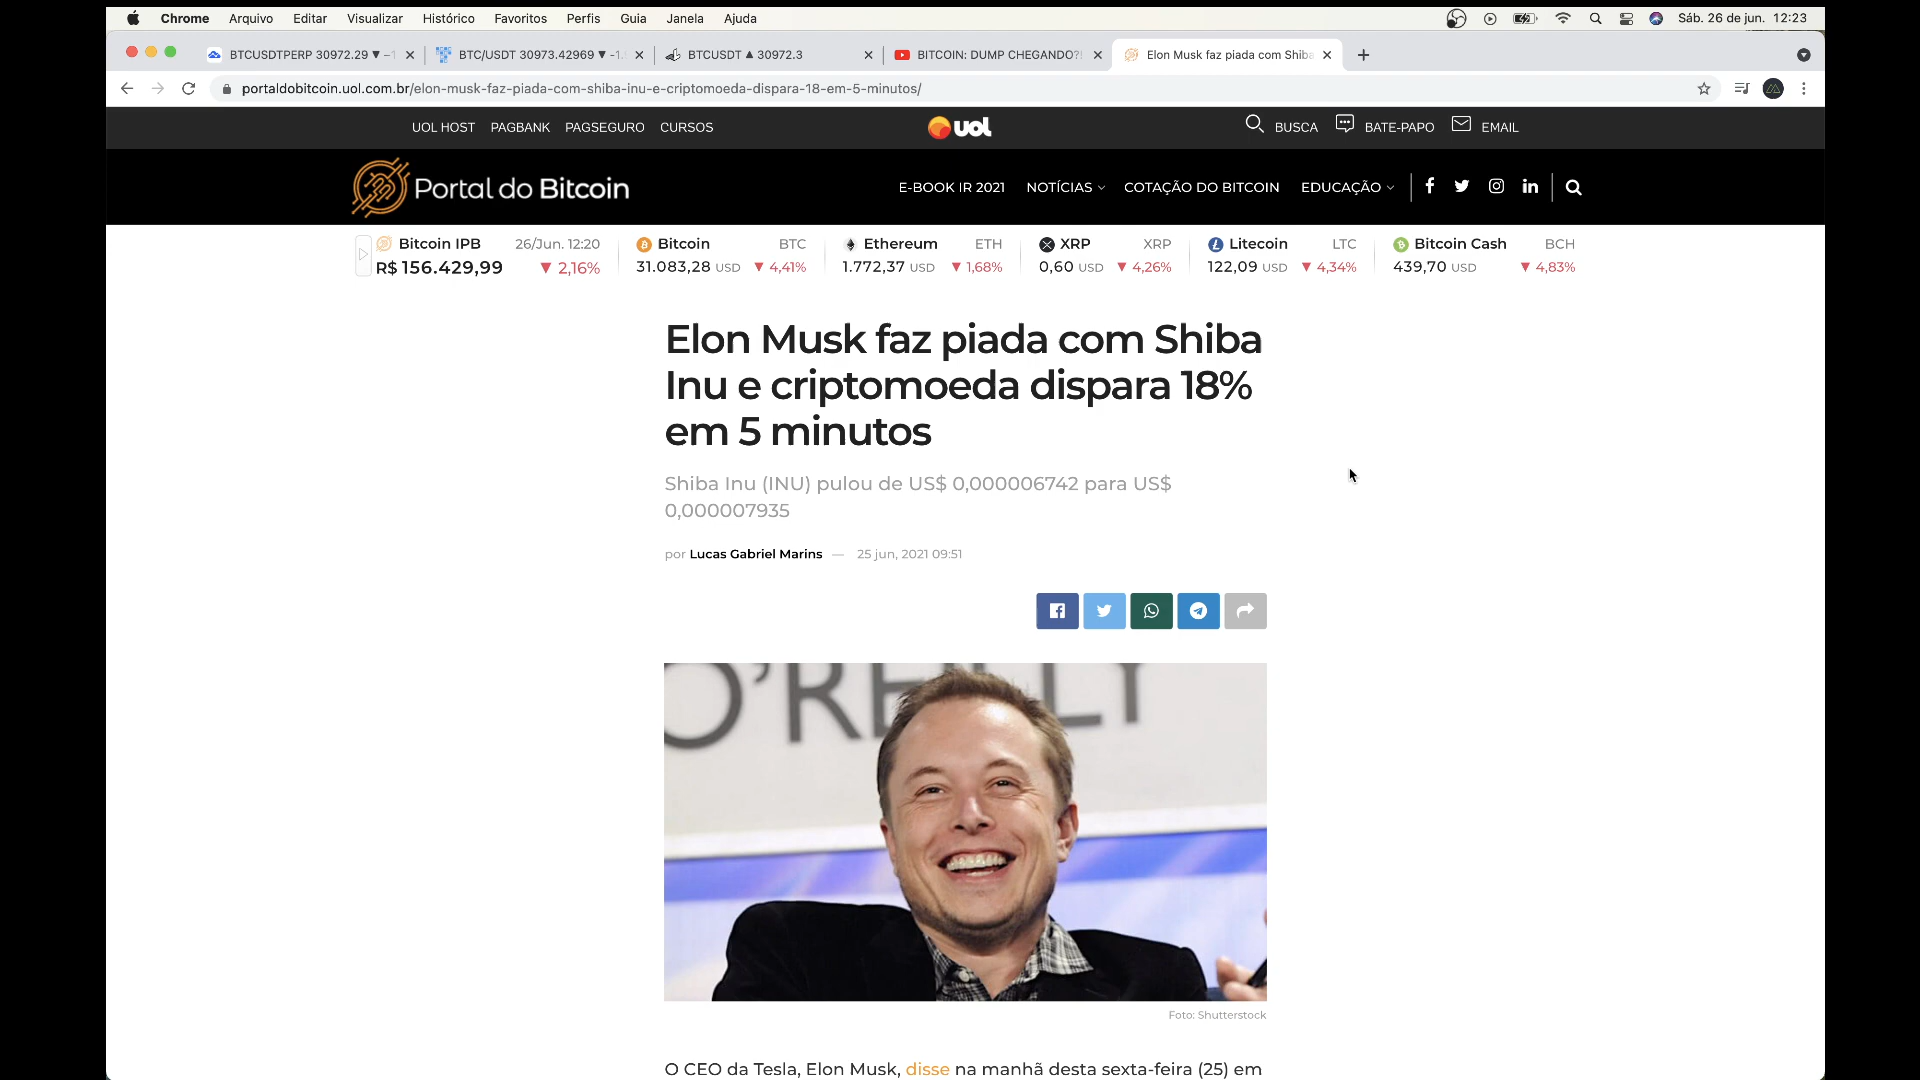 Chrome Arquivo Editar Visualizar Histórico Favoritos Perfis Guia Janela Ajuda Sáb. 26 de jun. 12:23
BTCUSDTPERP 30972.29 ▼ BTC/USDT 30973.42969 ▼ -1. BTCUSDT ▲ 30972.3 BITCOIN: DUMP CHEGANDO?! Elon Musk faz piada com Shiba
portaldobitcoin.uol.com.br/elon-musk-faz-piada-com-shiba-inu-e-criptomoeda-dispara-18-em-5-minutos/
UOL HOST PAGBANK PAGSEGURO CURSOS uol BUSCA BATE-PAPO EMAIL
Portal do Bitcoin E-BOOK IR 2021 NOTÍCIAS COTAÇÃO DO BITCOIN EDUCAÇÃO
Bitcoin IPB 26/Jun. 12:20 Bitcoin BTC Ethereum ETH XRP XRP Litecoin LTC Bitcoin Cash BCH
R$ 156.429,99 ▼ 2,16% 31.083,28 USD ▼ 4,41% 1.772,37 USD ▼ 1,68% 0,60 USD ▼ 4,26% 122,09 USD ▼ 4,34% 439,70 USD ▼ 4,83%
Elon Musk faz piada com Shiba
Inu e criptomoeda dispara 18%
em 5 minutos
Shiba Inu (INU) pulou de US$ 0,000006742 para US$
0,000007935
por Lucas Gabriel Marins — 25 jun, 2021 09:51
O'REILLY
Foto: Shutterstock
O CEO da Tesla, Elon Musk, disse na manhã desta sexta-feira (25) em